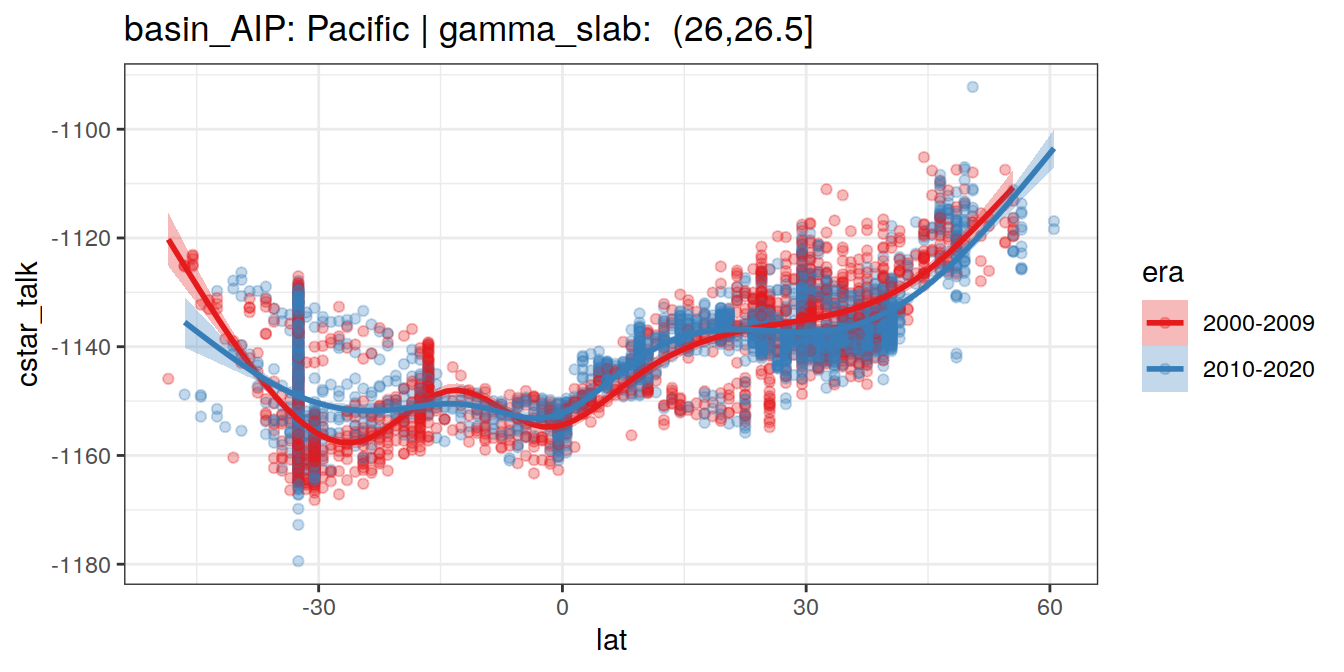 basin_AIP: Pacific | gamma_slab:  (26,26.5]
-1100
-1120
-1140
-1160
-1180
cstar_talk
-30
0
30
60
lat
era
2000-2009
2010-2020